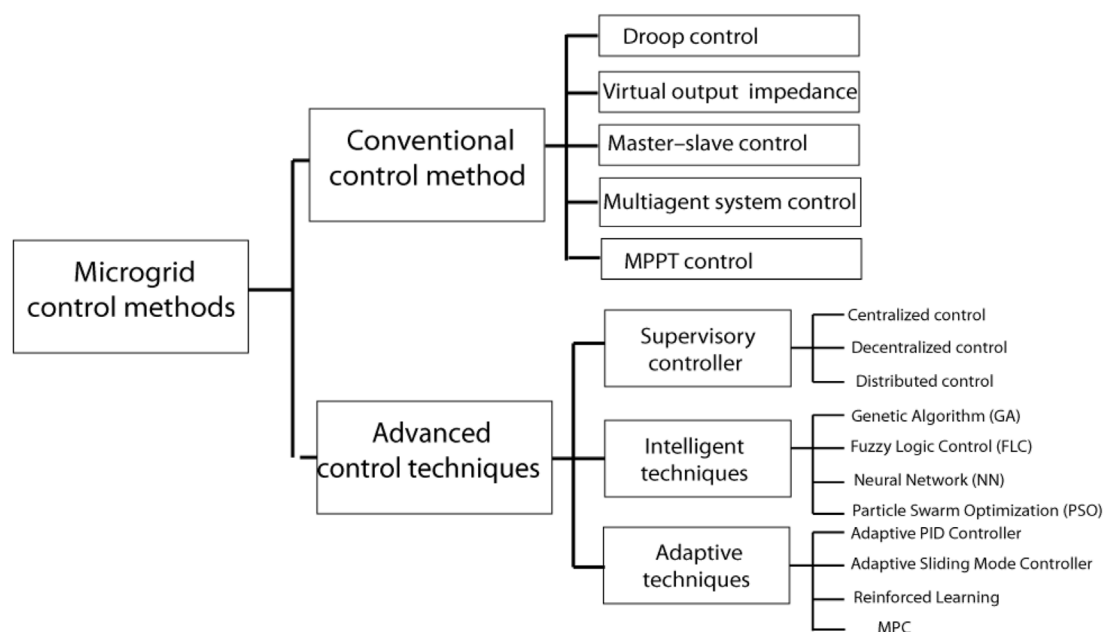 Microgrid
control methods
Conventional
control method
Droop control
Virtual output impedance
Master–slave control
Multiagent system control
MPPT control
Advanced
control techniques
Supervisory
controller
Centralized control
Decentralized control
Distributed control
Intelligent
techniques
Genetic Algorithm (GA)
Fuzzy Logic Control (FLC)
Neural Network (NN)
Particle Swarm Optimization (PSO)
Adaptive
techniques
Adaptive PID Controller
Adaptive Sliding Mode Controller
Reinforced Learning
MPC